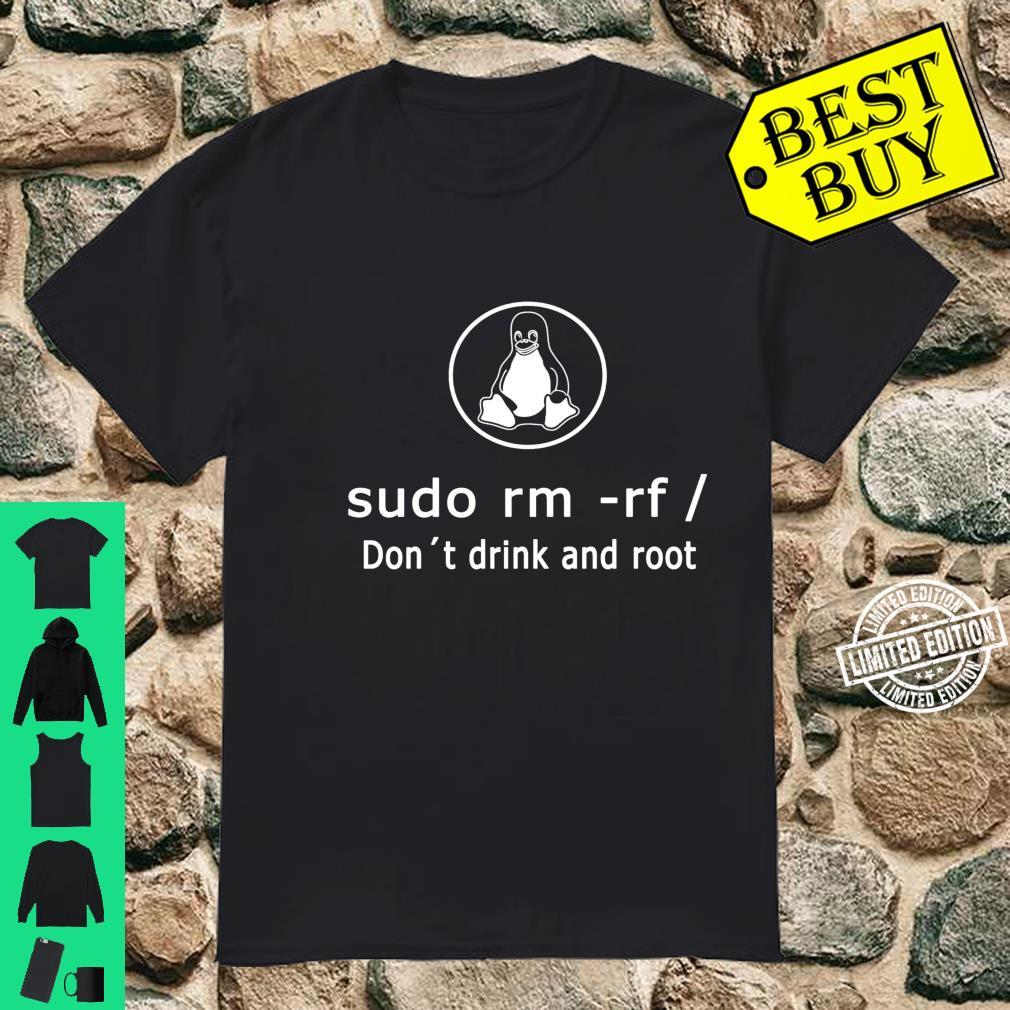 BEST
BUY
sudo rm -rf /
Don´t drink and root
LIMITED EDITION
LIMITED EDITION
LIMITED EDITION